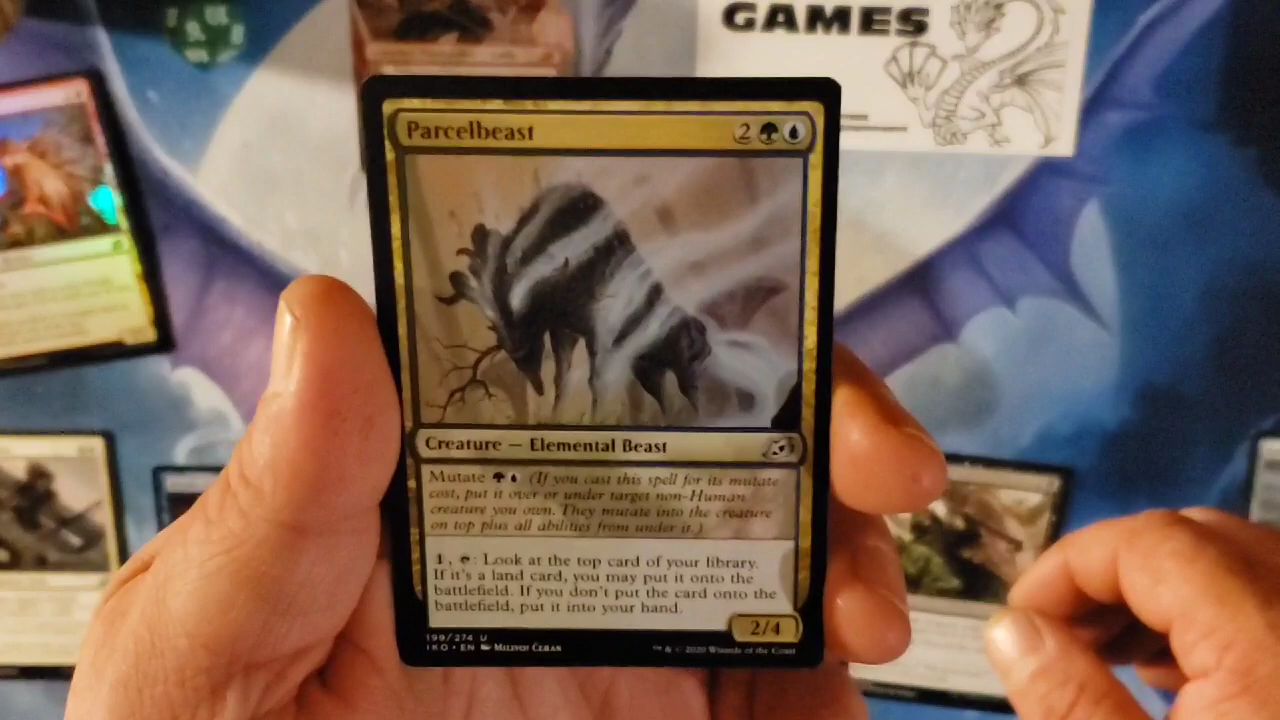 GAMES
Parcelbeast
2
Creature — Elemental Beast
Mutate (If you cast this spell for its mutate
cost, put it over or under target non-Human
creature you own. They mutate into the creature
on top plus all abilities from under it.)
1, : Look at the top card of your library.
If it's a land card, you may put it onto the
battlefield. If you don't put the card onto the
battlefield, put it into your hand.
2/4
199/274 U
IKO • EN Milivoj Ćeran
™ & © 2020 Wizards of the Coast